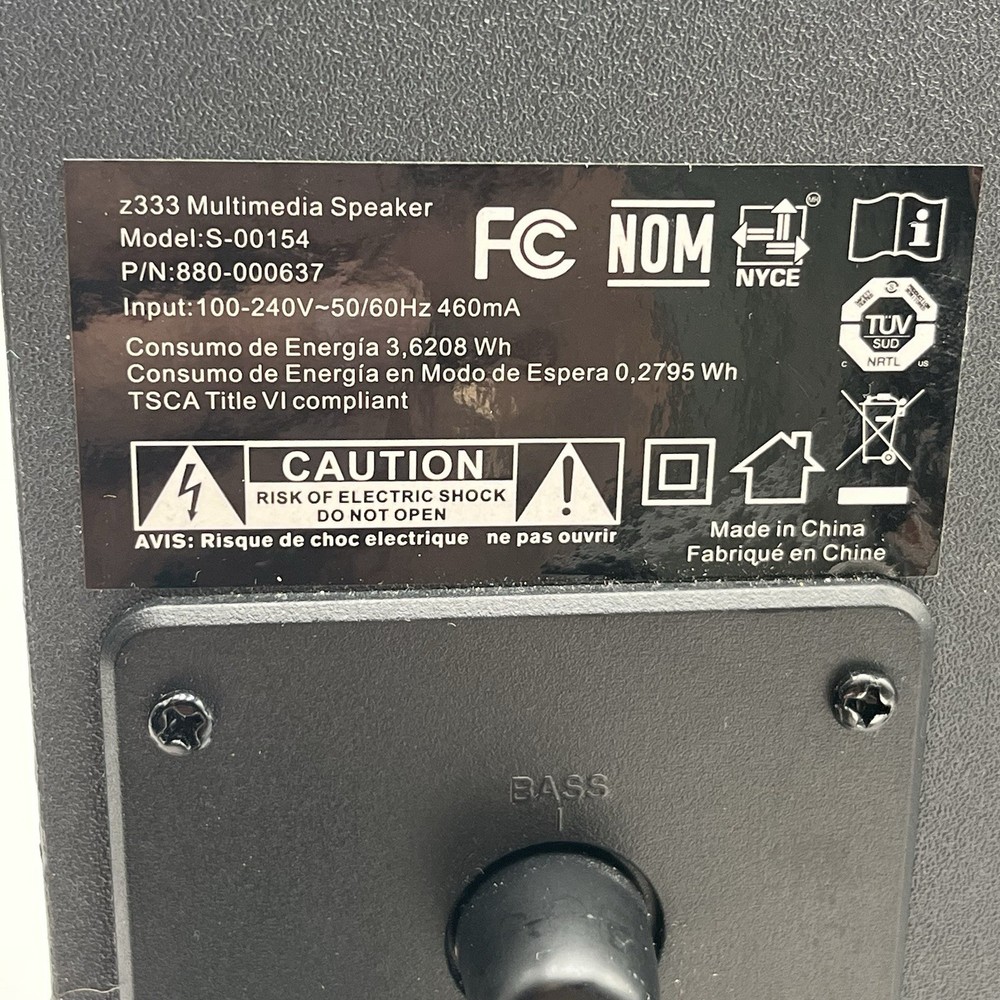 z333 Multimedia Speaker
Model:S-00154
P/N:880-000637
Input:100-240V~50/60Hz 460mA
Consumo de Energía 3,6208 Wh
Consumo de Energía en Modo de Espera 0,2795 Wh
TSCA Title VI compliant
FC
NOM
NYCE
MR
i
TÜV
SUD
NRTL
C US
CAUTION
RISK OF ELECTRIC SHOCK
DO NOT OPEN
AVIS: Risque de choc electrique ne pas ouvrir
Made in China
Fabriqué en Chine
BASS